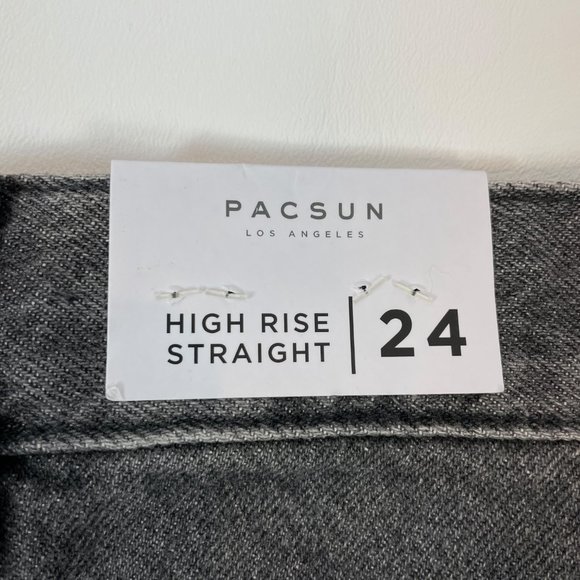 PACSUN
LOS ANGELES
HIGH RISE
STRAIGHT
24